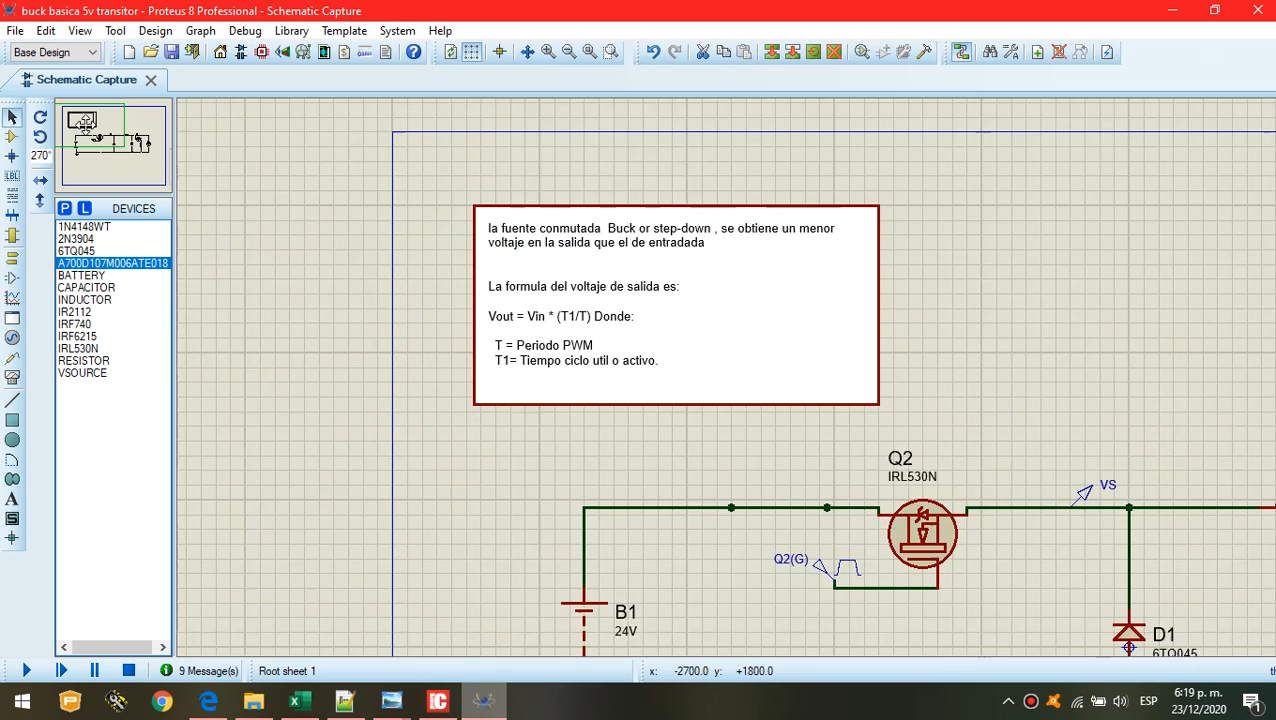 buck basica 5v transitor - Proteus 8 Professional - Schematic Capture
File Edit View Tool Design Graph Debug Library Template System Help
Base Design
Schematic Capture
LBL
270°
P L DEVICES
1N4148WT
2N3904
6TQ045
A700D107M006ATE018
BATTERY
CAPACITOR
INDUCTOR
IR2112
IRF740
IRF6215
IRL530N
RESISTOR
VSOURCE
la fuente conmutada Buck or step-down , se obtiene un menor
voltaje en la salida que el de entradada
La formula del voltaje de salida es:
Vout = Vin * (T1/T) Donde:
T = Periodo PWM
T1= Tiempo ciclo util o activo.
Q2
IRL530N
VS
Q2(G)
B1
24V
D1
6TQ045
9 Message(s) Root sheet 1 x: -2700.0 y: +1800.0 th
ESP 6:19 p. m.
23/12/2020